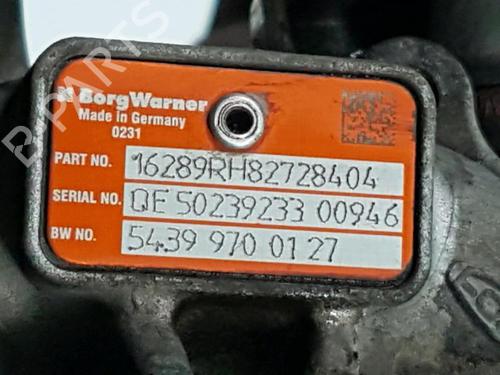 BorgWarner
Made in Germany
0231
PART NO. 16289RH82728404
SERIAL NO. QE 50239233 00946
BW NO. 54.39 970 01 27
B-PARTS